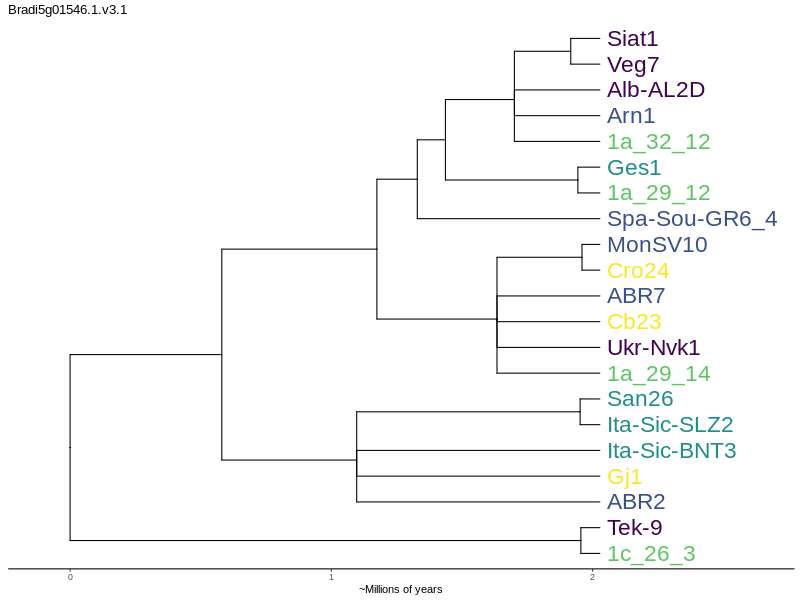 Bradi5g01546.1.v3.1
Siat1
Veg7
Alb-AL2D
Arn1
1a_32_12
Ges1
1a_29_12
Spa-Sou-GR6_4
MonSV10
Cro24
ABR7
Cb23
Ukr-Nvk1
1a_29_14
San26
Ita-Sic-SLZ2
Ita-Sic-BNT3
Gj1
ABR2
Tek-9
1c_26_3
0 1 2
~Millions of years